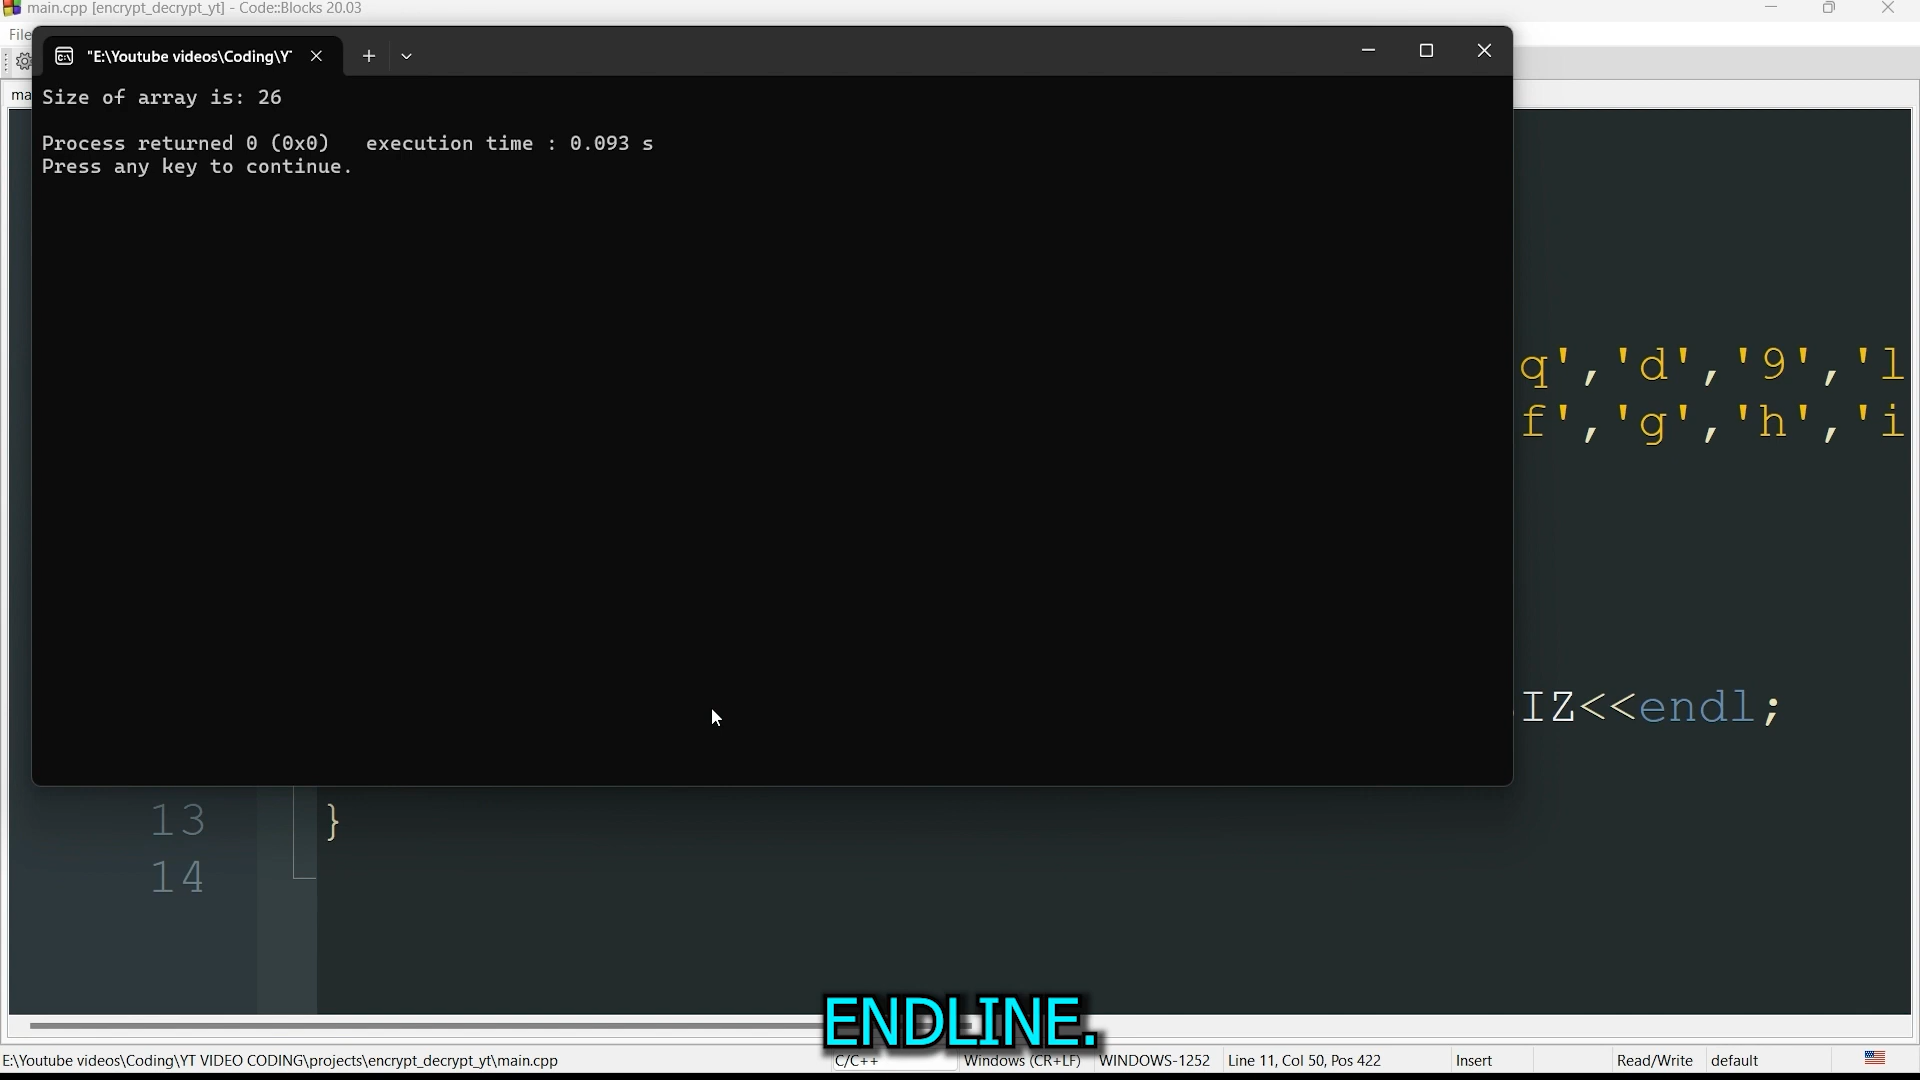 main.cpp [encrypt_decrypt_yt] - Code::Blocks 20.03
File
"E:\Youtube videos\Coding\Y
ma
Size of array is: 26
Process returned 0 (0x0)   execution time : 0.093 s
Press any key to continue.
q','d','9','l
f','g','h','i
IZ<<endl;
13 }
14
ENDLINE.
E:\Youtube videos\Coding\YT VIDEO CODING\projects\encrypt_decrypt_yt\main.cpp C/C++ Windows (CR+LF) WINDOWS-1252 Line 11, Col 50, Pos 422 Insert Read/Write default